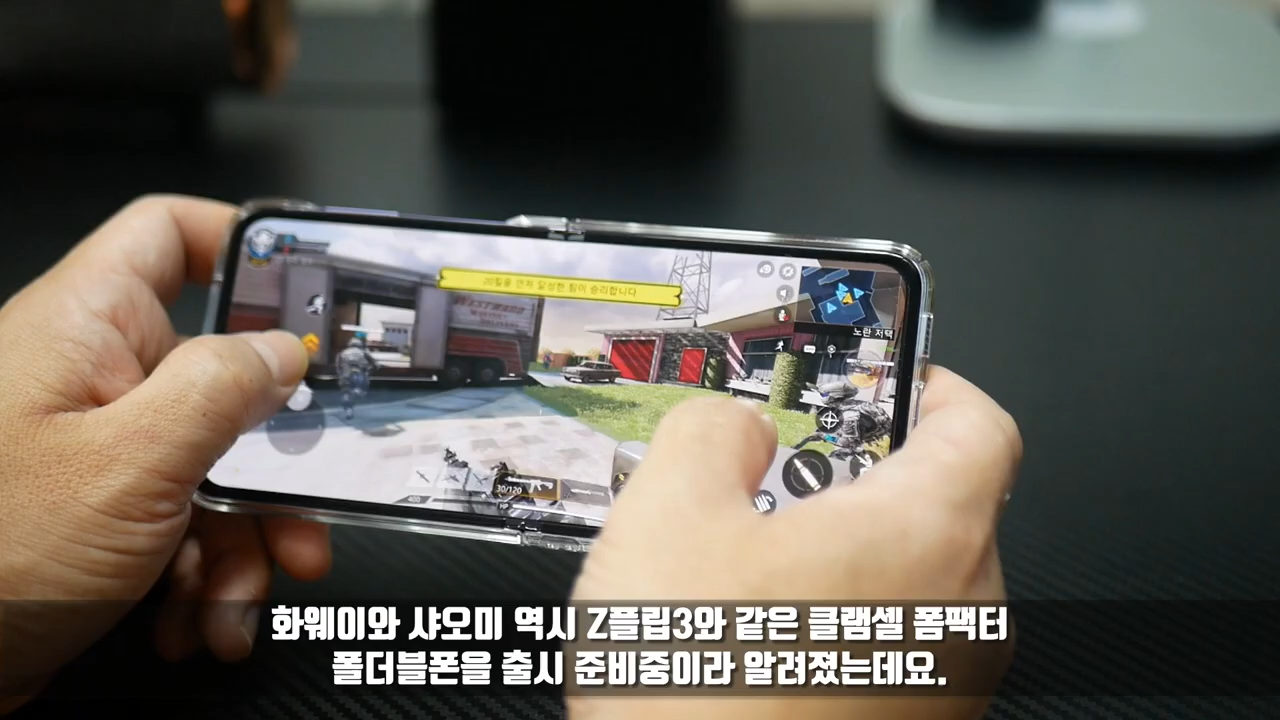 20킬을 먼저 달성한 팀이 승리합니다
노란 저택
30/120
화웨이와 샤오미 역시 Z플립3와 같은 클램셸 폼팩터
폴더블폰을 출시 준비중이라 알려졌는데요.